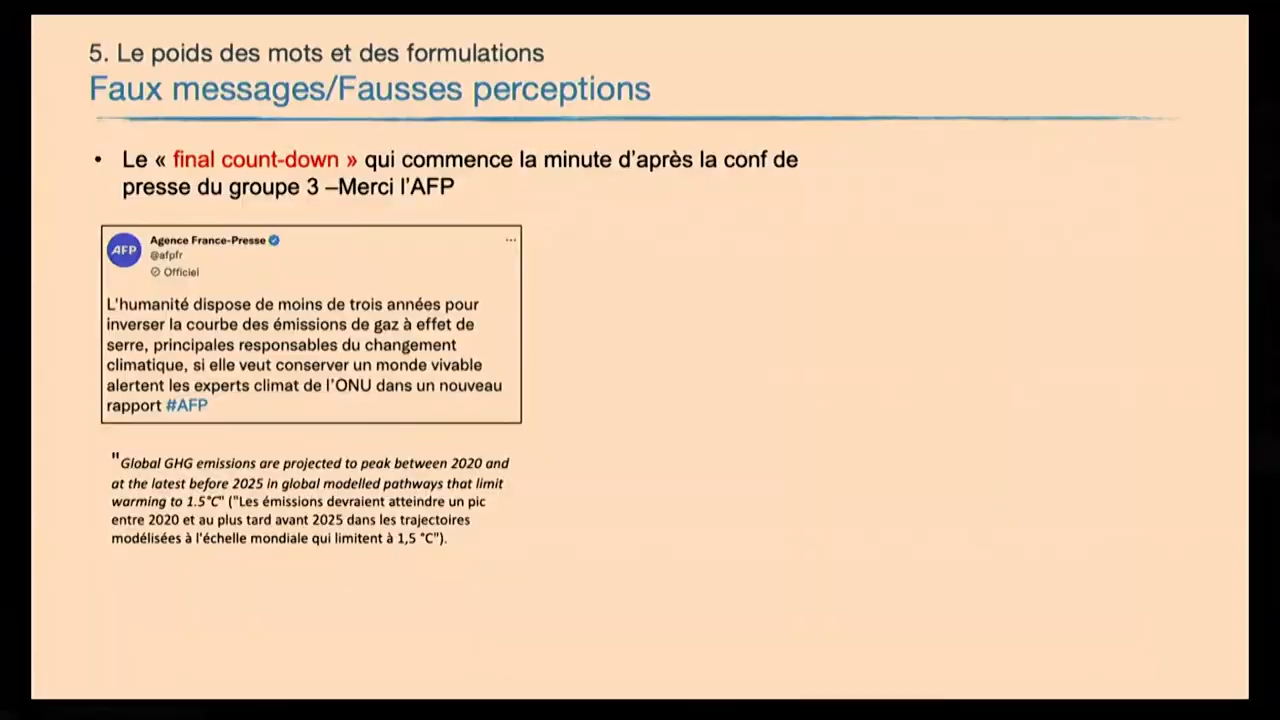 5. Le poids des mots et des formulations
Faux messages/Fausses perceptions
• Le « final count-down » qui commence la minute d'après la conf de
presse du groupe 3 –Merci l'AFP
AFP
Agence France-Presse
...
@afpfr
Officiel
L'humanité dispose de moins de trois années pour
inverser la courbe des émissions de gaz à effet de
serre, principales responsables du changement
climatique, si elle veut conserver un monde vivable
alertent les experts climat de l'ONU dans un nouveau
rapport #AFP
"Global GHG emissions are projected to peak between 2020 and
at the latest before 2025 in global modelled pathways that limit
warming to 1.5°C" ("Les émissions devraient atteindre un pic
entre 2020 et au plus tard avant 2025 dans les trajectoires
modélisées à l'échelle mondiale qui limitent à 1,5 °C").